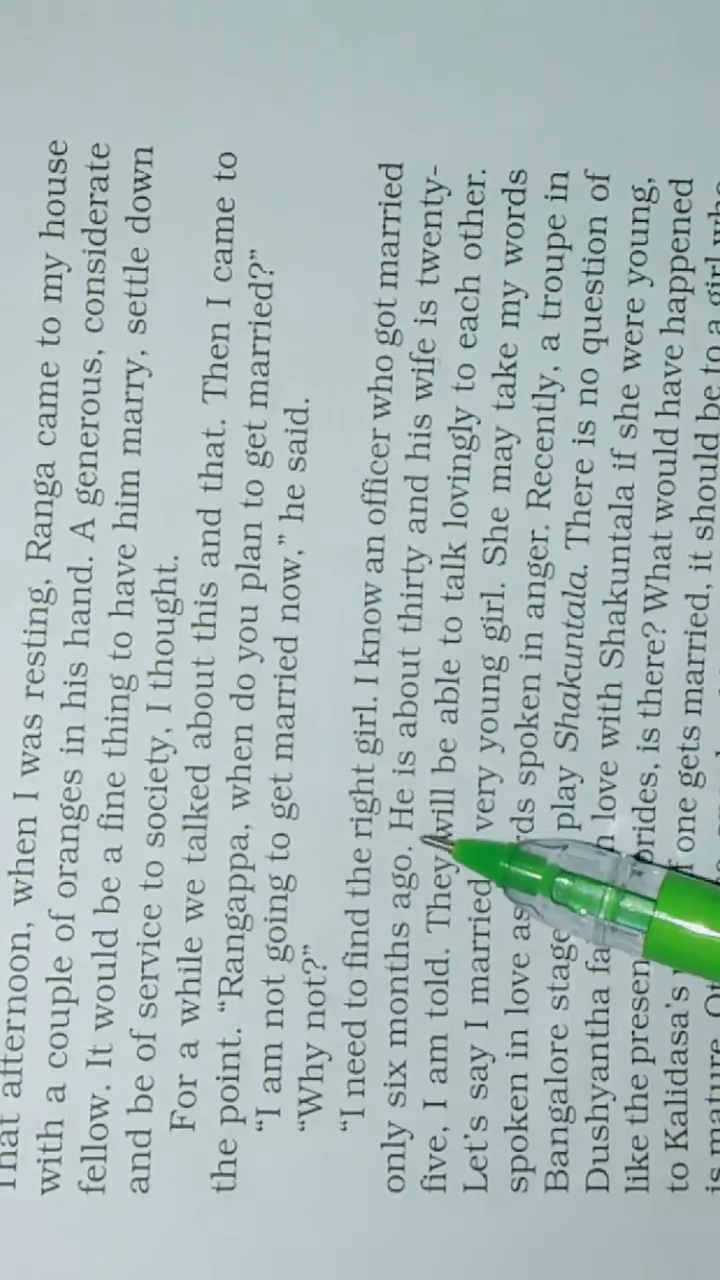 That afternoon, when I was resting, Ranga came to my house
with a couple of oranges in his hand. A generous, considerate
fellow. It would be a fine thing to have him marry, settle down
and be of service to society, I thought.
For a while we talked about this and that. Then I came to
the point. “Rangappa, when do you plan to get married?”
“I am not going to get married now,” he said.
“Why not?”
“I need to find the right girl. I know an officer who got married
only six months ago. He is about thirty and his wife is twenty-
five, I am told. They will be able to talk lovingly to each other.
Let’s say I married very young girl. She may take my words
spoken in love as rds spoken in anger. Recently, a troupe in
Bangalore stage play Shakuntala. There is no question of
Dushyantha fa love with Shakuntala if she were young,
like the presen brides, is there? What would have happened
to Kalidasa’s one gets married, it should be to a girl who
is mature.